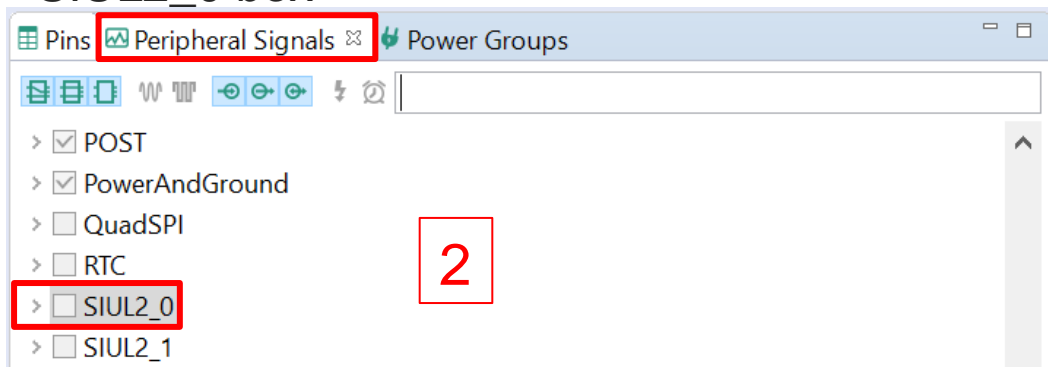 Pins Peripheral Signals Power Groups
POST
PowerAndGround
QuadSPI
RTC
2
SIUL2_0
SIUL2_1